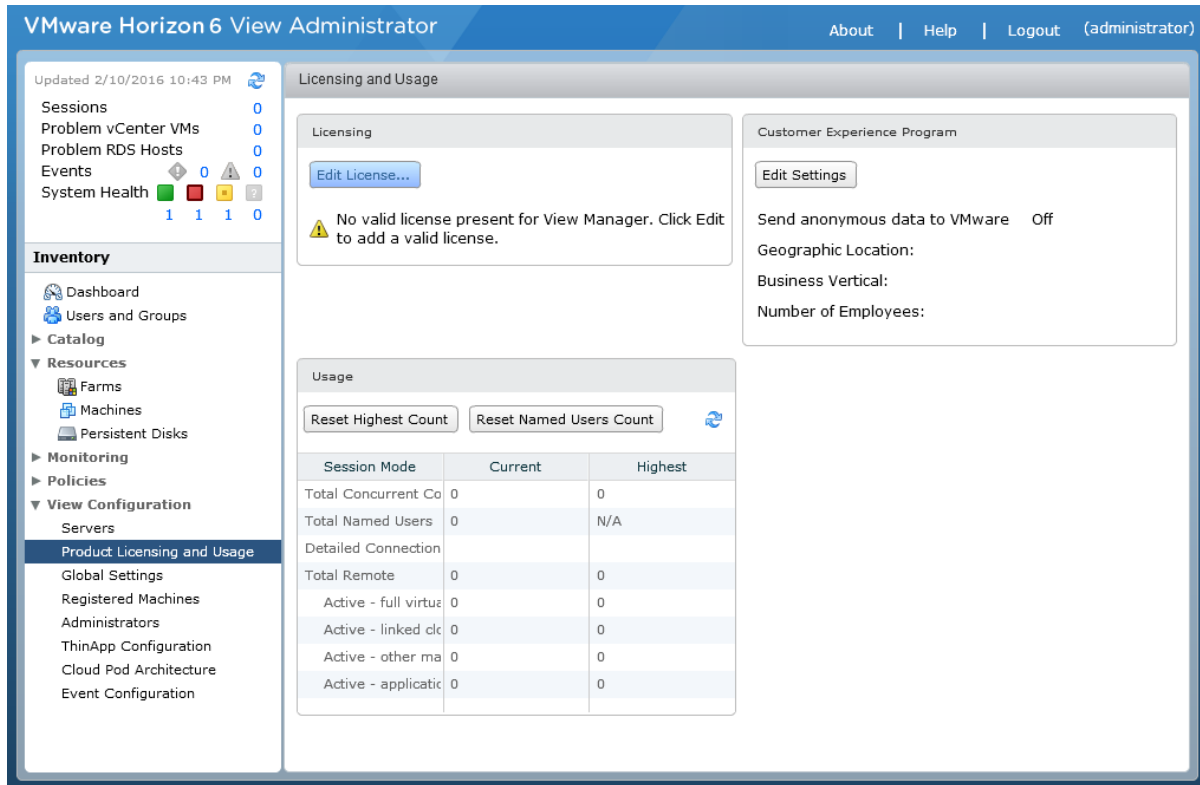 VMware Horizon 6 View Administrator
About | Help | Logout (administrator)
Updated 2/10/2016 10:43 PM
Sessions 0
Problem vCenter VMs 0
Problem RDS Hosts 0
Events 0 0
System Health ?
1 1 1 0
Inventory
Dashboard
Users and Groups
Catalog
Resources
Farms
Machines
Persistent Disks
Monitoring
Policies
View Configuration
Servers
Product Licensing and Usage
Global Settings
Registered Machines
Administrators
ThinApp Configuration
Cloud Pod Architecture
Event Configuration
Licensing and Usage
Licensing
Edit License...
No valid license present for View Manager. Click Edit
to add a valid license.
Customer Experience Program
Edit Settings
Send anonymous data to VMware Off
Geographic Location:
Business Vertical:
Number of Employees:
Usage
Reset Highest Count Reset Named Users Count
Session Mode Current Highest
Total Concurrent Co 0 0
Total Named Users 0 N/A
Detailed Connection
Total Remote 0 0
Active - full virtua 0 0
Active - linked clo 0 0
Active - other ma 0 0
Active - applicatic 0 0